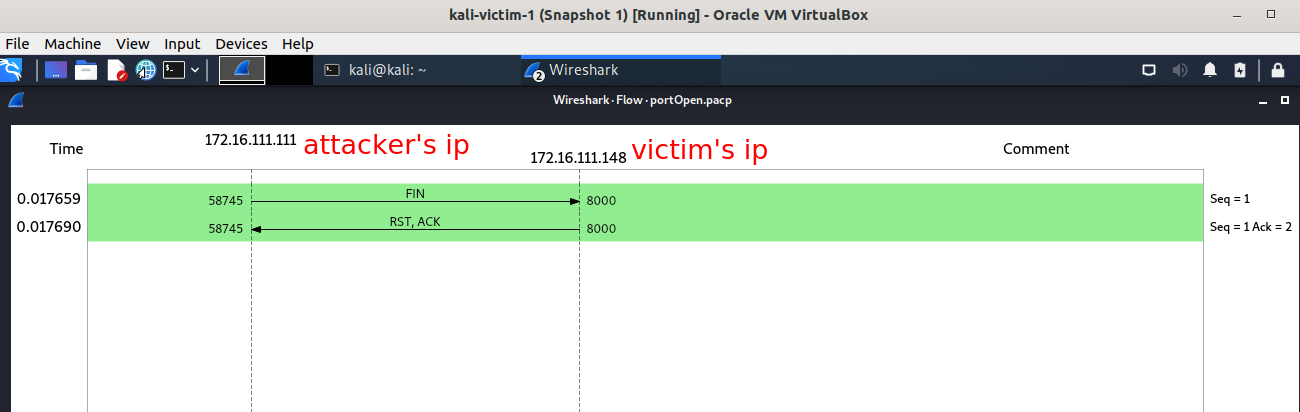 kali-victim-1 (Snapshot 1) [Running] - Oracle VM VirtualBox
File Machine View Input Devices Help
kali@kali: ~ 2 Wireshark
Wireshark · Flow · portOpen.pacp
Time 172.16.111.111 attacker's ip 172.16.111.148 victim's ip Comment
0.017659 58745 FIN 8000 Seq = 1
0.017690 58745 RST, ACK 8000 Seq = 1 Ack = 2